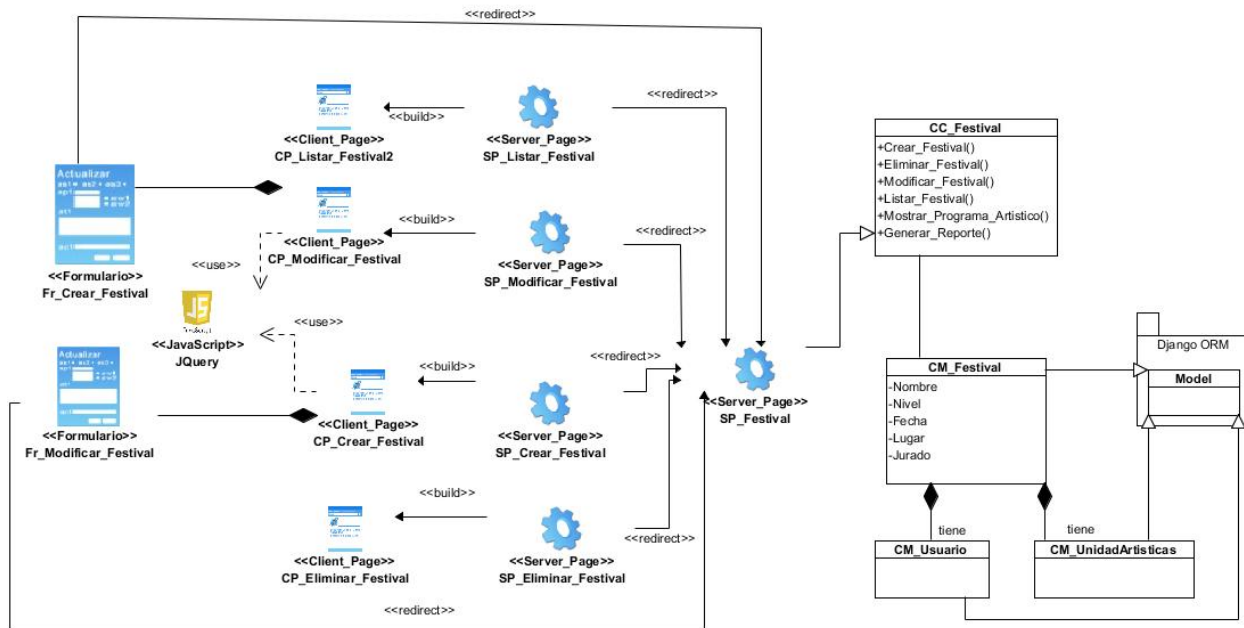 <<redirect>>
<<build>>
<<redirect>>
<<Client_Page>>
CP_Listar_Festival2
<<Server_Page>>
SP_Listar_Festival
CC_Festival
+Crear_Festival()
+Eliminar_Festival()
+Modificar_Festival()
+Listar_Festival()
+Mostrar_Programa_Artistico()
+Generar_Reporte()
Actualizar
<<Formulario>>
Fr_Crear_Festival
<<build>>
<<redirect>>
<<Client_Page>>
CP_Modificar_Festival
<<Server_Page>>
SP_Modificar_Festival
<<use>>
JS
<<JavaScript>>
JQuery
<<use>>
Actualizar
<<Formulario>>
Fr_Modificar_Festival
<<build>>
<<redirect>>
<<Client_Page>>
CP_Crear_Festival
<<Server_Page>>
SP_Crear_Festival
<<Server_Page>>
SP_Festival
Django ORM
Model
CM_Festival
-Nombre
-Nivel
-Fecha
-Lugar
-Jurado
<<build>>
<<redirect>>
<<Client_Page>>
CP_Eliminar_Festival
<<Server_Page>>
SP_Eliminar_Festival
tiene
tiene
CM_Usuario
CM_UnidadArtisticas
<<redirect>>